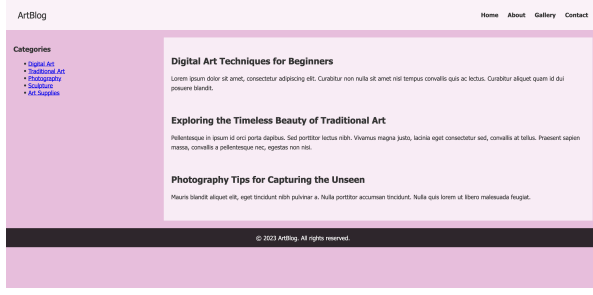 ArtBlog
Home About Gallery Contact
Categories
Digital Art
Traditional Art
Photography
Sculpture
Art Supplies
Digital Art Techniques for Beginners
Lorem ipsum dolor sit amet, consectetur adipiscing elit. Curabitur non nulla sit amet nisl tempus convallis quis ac lectus. Curabitur aliquet quam id dui
posuere blandit.
Exploring the Timeless Beauty of Traditional Art
Pellentesque in ipsum id orci porta dapibus. Sed porttitor lectus nibh. Vivamus magna justo, lacinia eget consectetur sed, convallis at tellus. Praesent sapien
massa, convallis a pellentesque nec, egestas non nisi.
Photography Tips for Capturing the Unseen
Mauris blandit aliquet elit, eget tincidunt nibh pulvinar a. Nulla porttitor accumsan tincidunt. Nulla quis lorem ut libero malesuada feugiat.
© 2023 ArtBlog. All rights reserved.